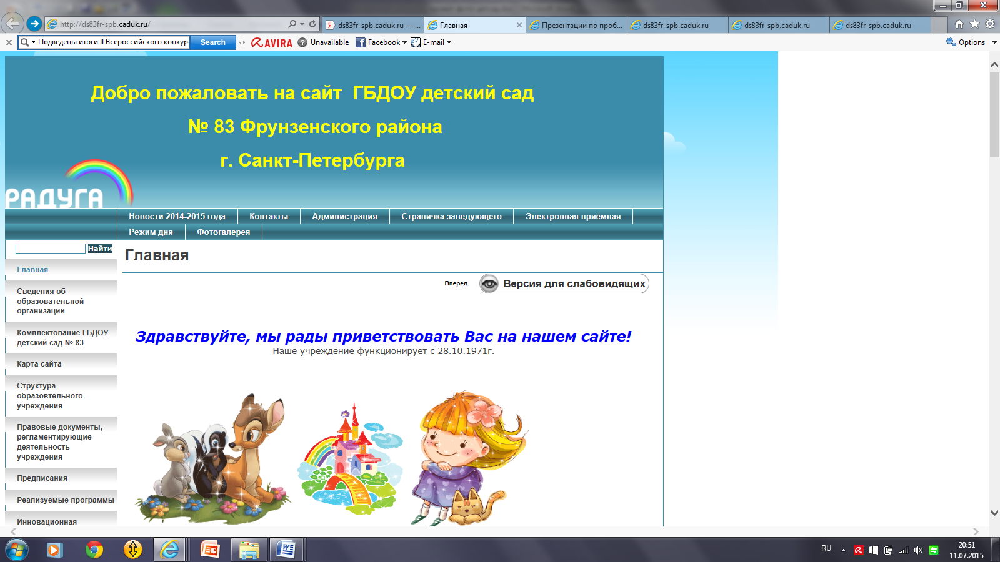 http://ds83fr-spb.caduk.ru/
ds83fr-spb.caduk.ru — ...
Главная
Презентации по проб...
ds83fr-spb.caduk.ru
ds83fr-spb.caduk.ru
ds83fr-spb.caduk.ru
Подведены итоги II Всероссийского конкур
Search
AVIRA
Unavailable
Facebook
E-mail
Options
Добро пожаловать на сайт ГБДОУ детский сад
№ 83 Фрунзенского района
г. Санкт-Петербурга
РАДУГА
Новости 2014-2015 года
Контакты
Администрация
Страничка заведующего
Электронная приёмная
Режим дня
Фотогалерея
Найти
Главная
Сведения об
образовательной
организации
Комплектование ГБДОУ
детский сад № 83
Карта сайта
Структура
образовтельного
учреждения
Правовые документы,
регламентирующие
деятельность
учреждения
Предписания
Реализуемые программы
Инновационная
Главная
Вперед
Версия для слабовидящих
Здравствуйте, мы рады приветствовать Вас на нашем сайте!
Наше учреждение функционирует с 28.10.1971г.
RU
20:51
11.07.2015